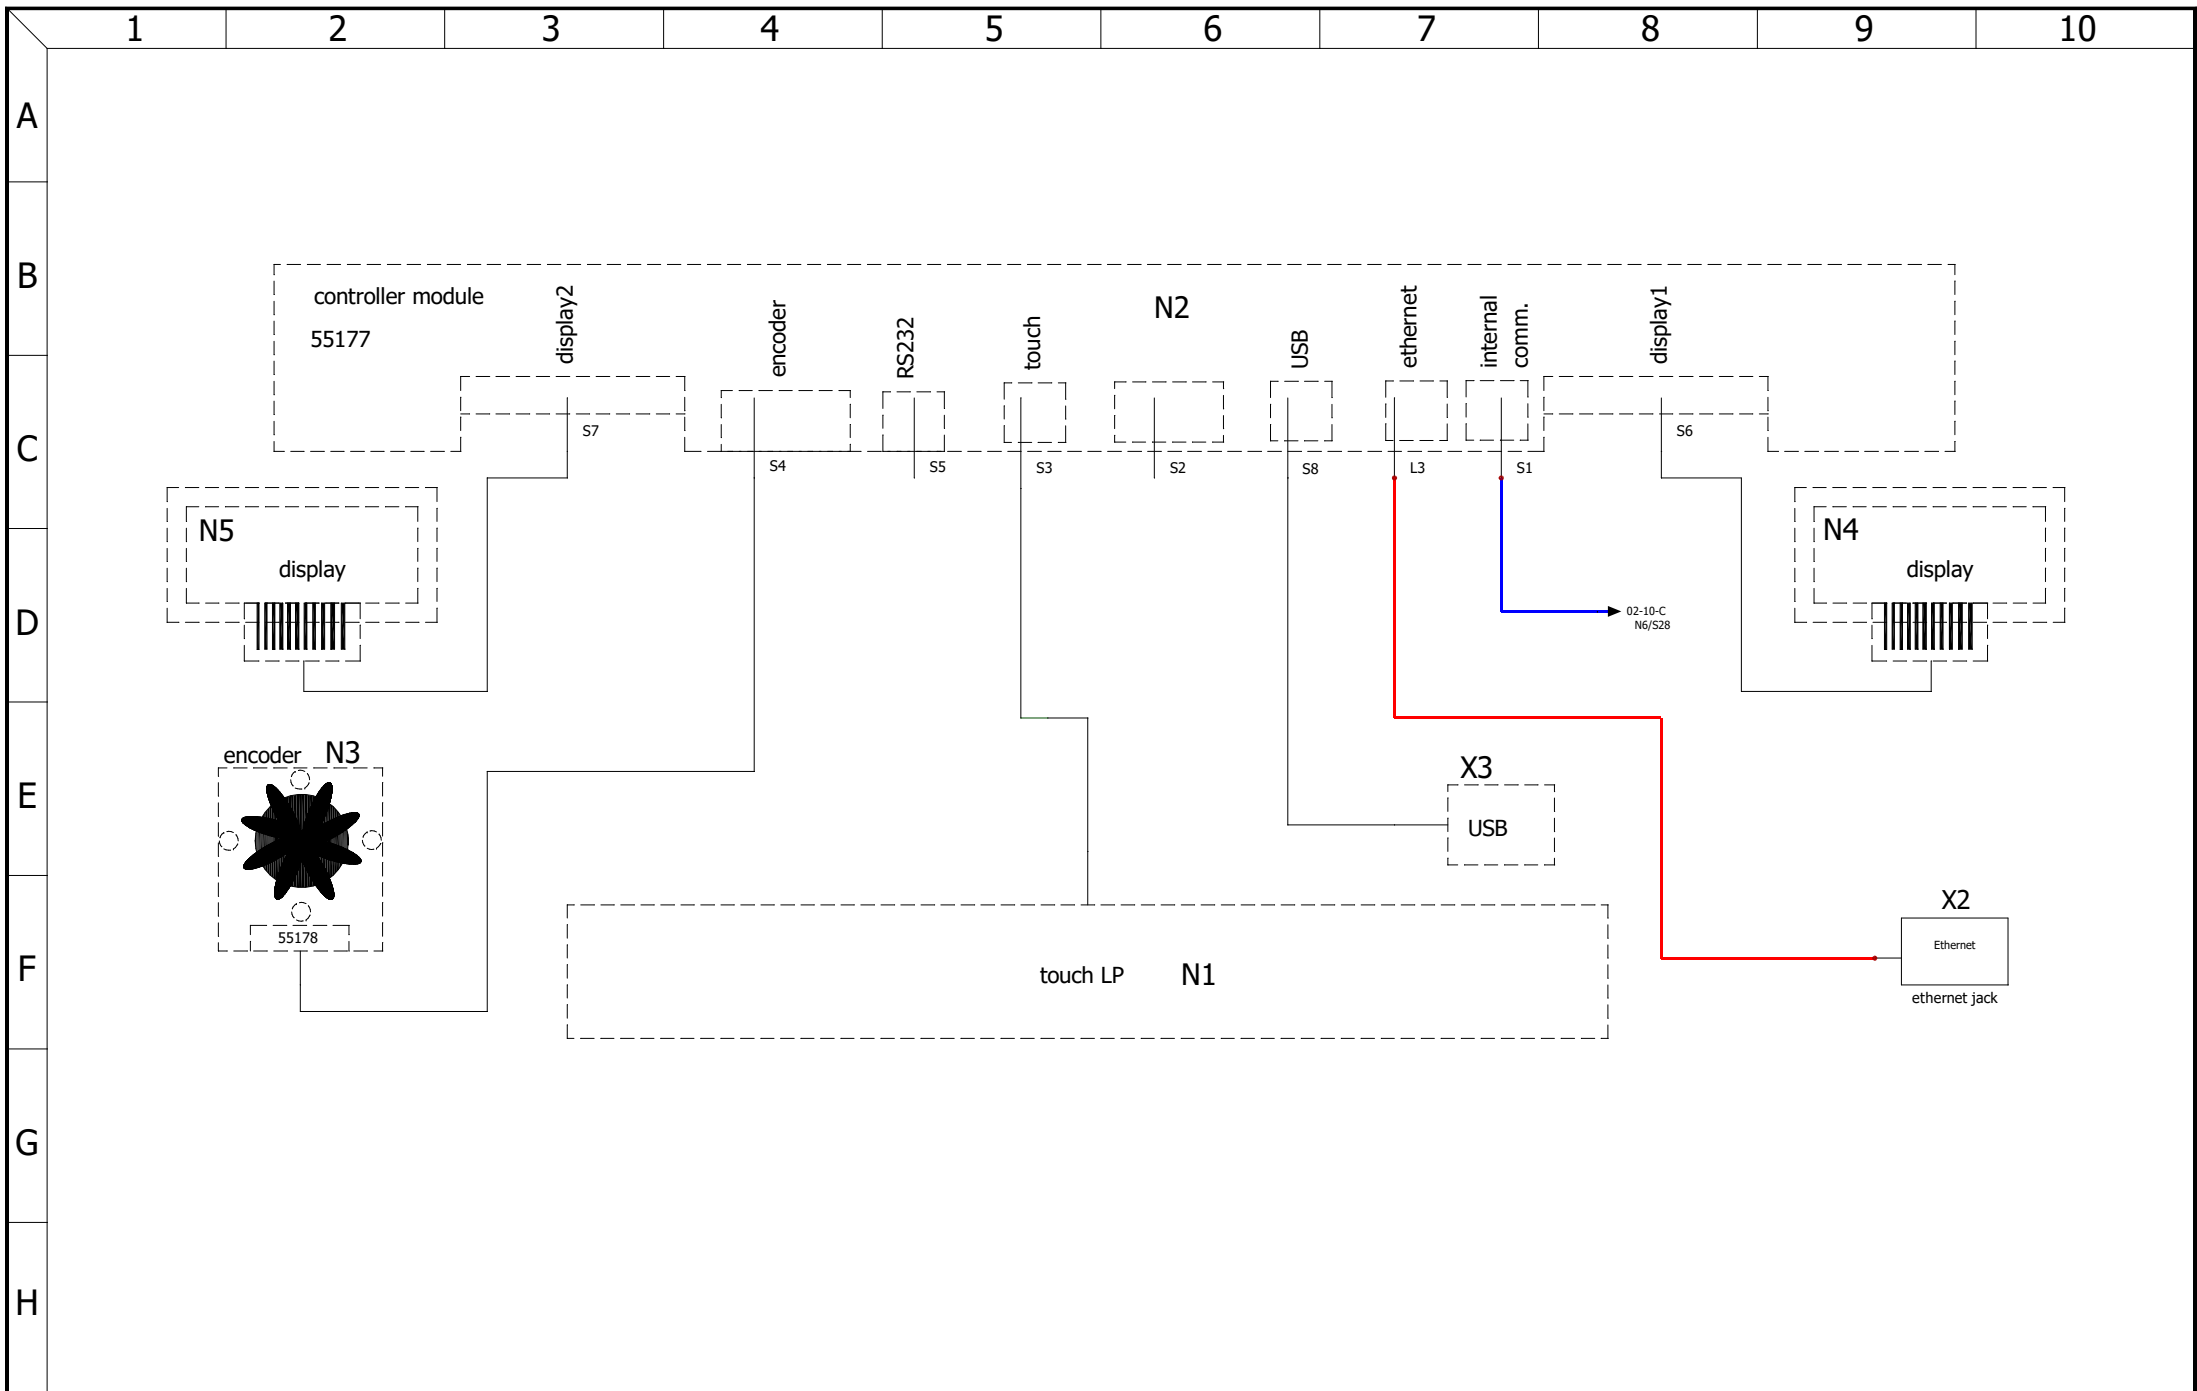 1 2 3 4 5 6 7 8 9 10
A
B
controller module
55177
display2
encoder
RS232
touch
N2
USB
ethernet
internal
comm.
display1
C
S7
S4
S5
S3
S2
S8
L3
S1
S6
N5
display
N4
display
D
02-10-C
N6/S28
encoder N3
E
X3
USB
55178
F
touch LP N1
X2
Ethernet
ethernet jack
G
H